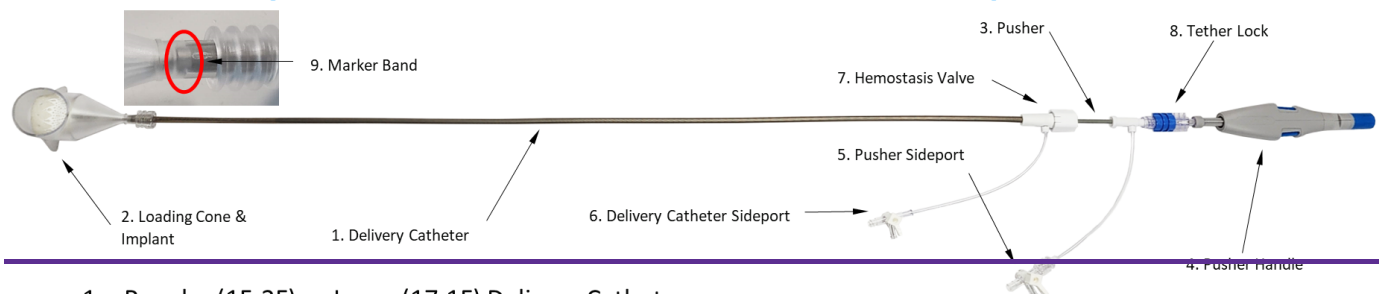 3. Pusher
8. Tether Lock
9. Marker Band
7. Hemostasis Valve
5. Pusher Sideport
2. Loading Cone &
Implant
6. Delivery Catheter Sideport
1. Delivery Catheter
4. Pusher Handle